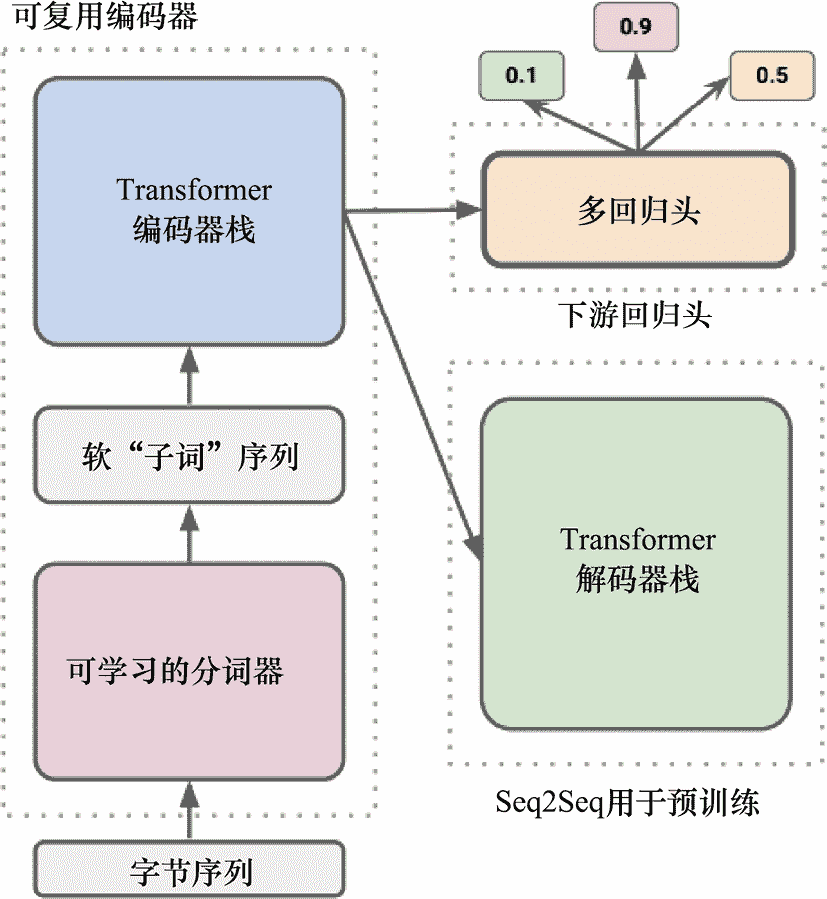 可复用编码器
Transformer
编码器栈
软“子词”序列
可学习的分词器
字节序列
0.1
0.9
0.5
多回归头
下游回归头
Transformer
解码器栈
Seq2Seq用于预训练